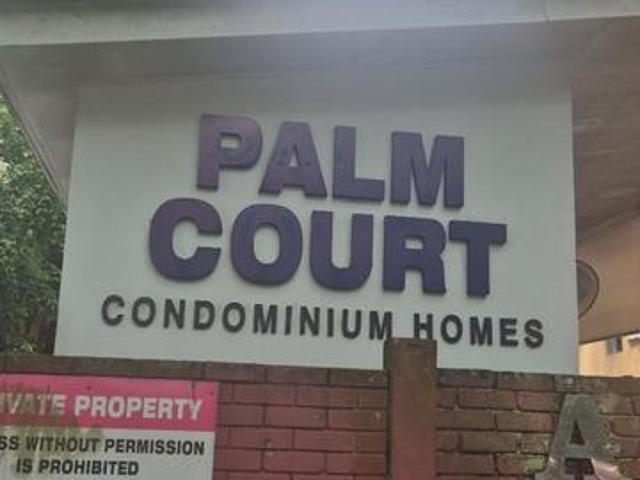 PALM
COURT
CONDOMINIUM HOMES
PROPERTY
WITHOUT PERMISSION
IS PROHIBITED
A